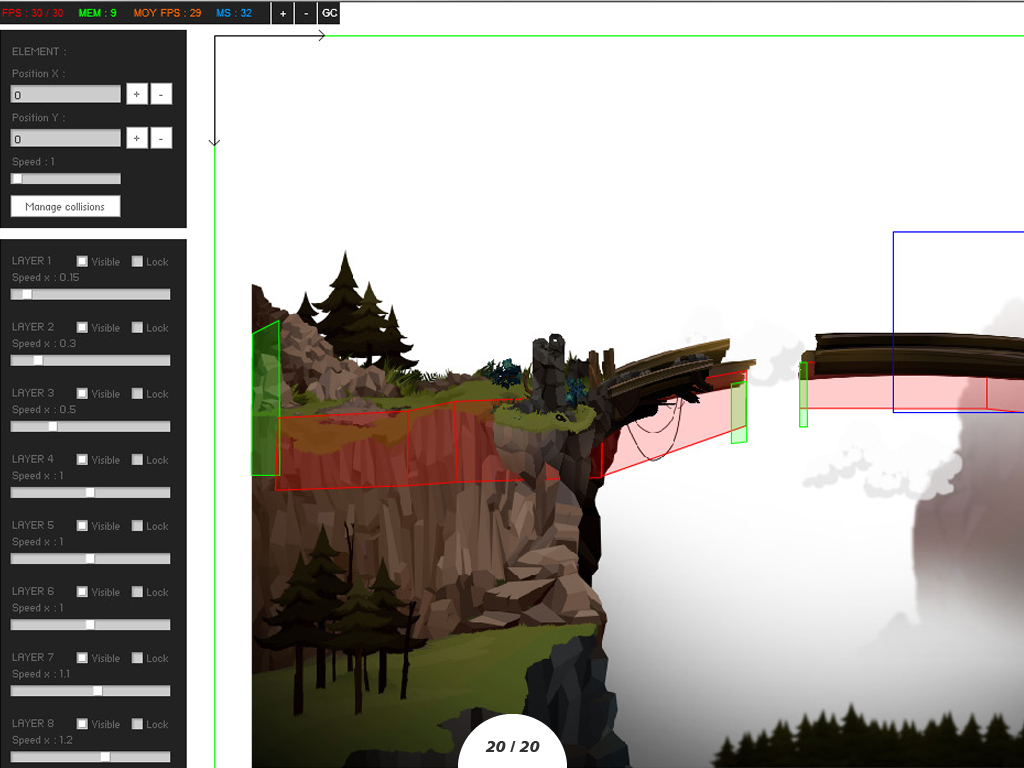 FPS : 30 / 30 MEM : 9 MOY FPS : 29 MS : 32 + - GC
ELEMENT :
Position X :
0 + -
Position Y :
0 + -
Speed : 1
Manage collisions
LAYER 1 Visible Lock
Speed x : 0.15
LAYER 2 Visible Lock
Speed x : 0.3
LAYER 3 Visible Lock
Speed x : 0.5
LAYER 4 Visible Lock
Speed x : 1
LAYER 5 Visible Lock
Speed x : 1
LAYER 6 Visible Lock
Speed x : 1
LAYER 7 Visible Lock
Speed x : 1.1
LAYER 8 Visible Lock
Speed x : 1.2
20 / 20